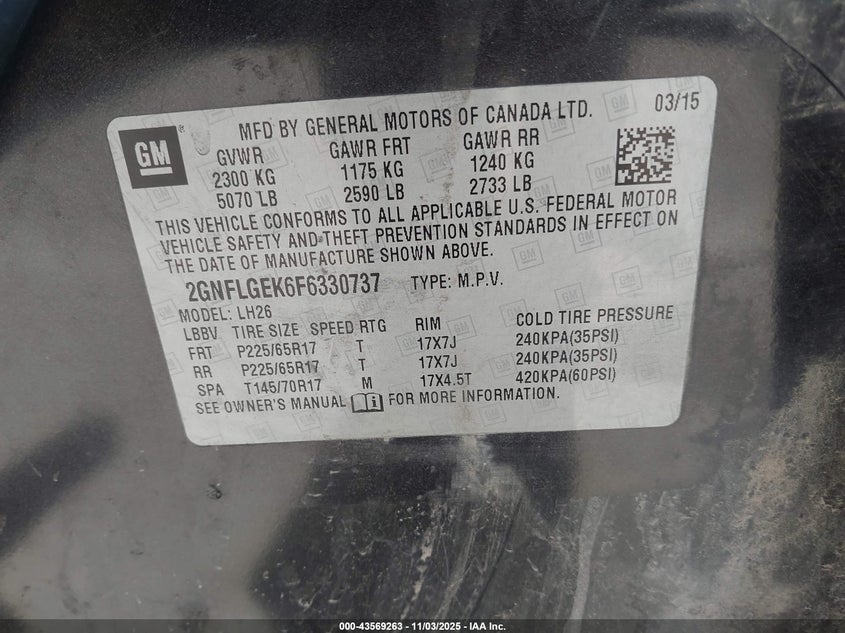 GM
MFD BY GENERAL MOTORS OF CANADA LTD. 03/15
GVWR GAWR FRT GAWR RR
2300 KG 1175 KG 1240 KG
5070 LB 2590 LB 2733 LB
THIS VEHICLE CONFORMS TO ALL APPLICABLE U.S. FEDERAL MOTOR
VEHICLE SAFETY AND THEFT PREVENTION STANDARDS IN EFFECT ON
THE DATE OF MANUFACTURE SHOWN ABOVE.
2GNFLGEK6F6330737 TYPE: M.P.V.
MODEL: LH26
LBBV TIRE SIZE SPEED RTG RIM COLD TIRE PRESSURE
FRT P225/65R17 T 17X7J 240KPA(35PSI)
RR P225/65R17 T 17X7J 240KPA(35PSI)
SPA T145/70R17 M 17X4.5T 420KPA(60PSI)
SEE OWNER'S MANUAL FOR MORE INFORMATION.
000-43569263 - 11/03/2025 - IAA Inc.